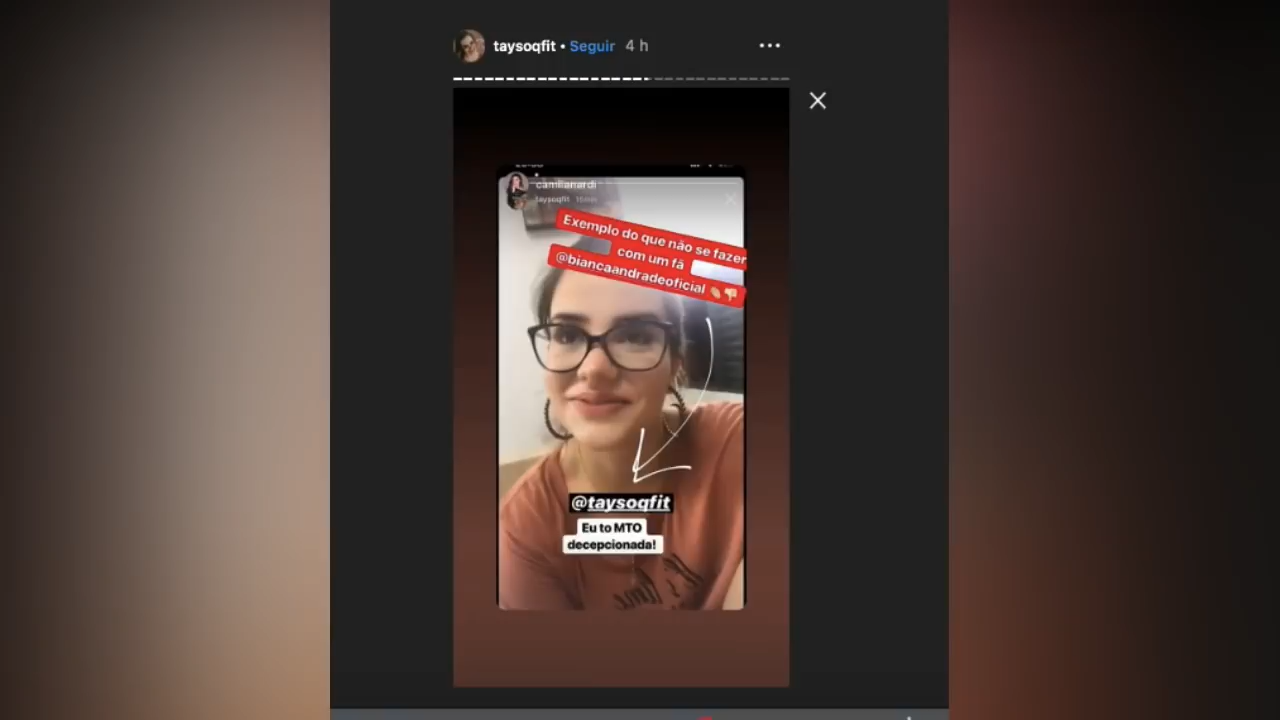 taysoqfit • Seguir 4 h
camilanardi
taysoqfit
Exemplo do que não se fazer
com um fã
@biancaandradeoficial 👏👎
@taysoqfit
Eu to MTO
decepcionada!